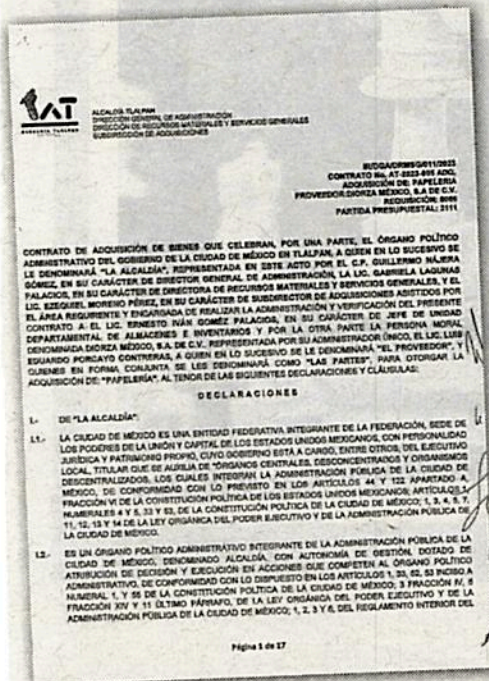 1AT
ALCALDÍA TLALPAN
ALCALDÍA TLALPAN
DIRECCIÓN GENERAL DE ADMINISTRACIÓN
DIRECCIÓN DE RECURSOS MATERIALES Y SERVICIOS GENERALES
SUBDIRECCIÓN DE ADQUISICIONES
CONTRATO No. AT-2023-005 ADQ,
ADQUISICIÓN DE: PAPELERIA
PROVEEDOR:DIORZA MÉXICO, S.A DE C.V.
REQUISICIÓN: 5066
PARTIDA PRESUPUESTAL: 2111
CONTRATO DE ADQUISICIÓN DE BIENES QUE CELEBRAN, POR UNA PARTE, EL ÓRGANO POLÍTICO
ADMINISTRATIVO DEL GOBIERNO DE LA CIUDAD DE MÉXICO EN TLALPAN, A QUIEN EN LO SUCESIVO SE
LE DENOMINARÁ "LA ALCALDÍA", REPRESENTADA EN ESTE ACTO POR EL C.P. GUILLERMO NÁJERA
GÓMEZ, EN SU CARÁCTER DE DIRECTOR GENERAL DE ADMINISTRACIÓN, LA LIC. GABRIELA LAGUNAS
PALACIOS, EN SU CARÁCTER DE DIRECTORA DE RECURSOS MATERIALES Y SERVICIOS GENERALES, Y EL
LIC. EZEQUIEL MORENO PÉREZ, EN SU CARÁCTER DE SUBDIRECTOR DE ADQUISICIONES ASISTIDOS POR
EL ÁREA REQUIRENTE Y ENCARGADA DE REALIZAR LA ADMINISTRACIÓN Y VERIFICACIÓN DEL PRESENTE
CONTRATO A EL LIC. ERNESTO IVÁN GOMÉZ PALACIOS, EN SU CARÁCTER DE JEFE DE UNIDAD
DEPARTAMENTAL DE ALMACENES E INVENTARIOS Y POR LA OTRA PARTE LA PERSONA MORAL
DENOMINADA DIORZA MÉXICO, S.A. DE C.V., REPRESENTADA POR SU ADMINISTRADOR ÚNICO, EL LIC. LUIS
EDUARDO PORCAYO CONTRERAS, A QUIEN EN LO SUCESIVO SE LE DENOMINARÁ "EL PROVEEDOR", Y
QUIENES EN FORMA CONJUNTA SE LES DENOMINARÁ COMO "LAS PARTES", PARA OTORGAR LA
ADQUISICIÓN DE: "PAPELERÍA", AL TENOR DE LAS SIGUIENTES DECLARACIONES Y CLÁUSULAS:
DECLARACIONES
I.- DE "LA ALCALDÍA":
I.1.- LA CIUDAD DE MÉXICO ES UNA ENTIDAD FEDERATIVA INTEGRANTE DE LA FEDERACIÓN, SEDE DE
LOS PODERES DE LA UNIÓN Y CAPITAL DE LOS ESTADOS UNIDOS MEXICANOS, CON PERSONALIDAD
JURÍDICA Y PATRIMONIO PROPIO, CUYO GOBIERNO ESTÁ A CARGO, ENTRE OTROS, DEL EJECUTIVO
LOCAL, TITULAR QUE SE AUXILIA DE "ÓRGANOS CENTRALES, DESCONCENTRADOS Y ORGANISMOS
DESCENTRALIZADOS, LOS CUALES INTEGRAN LA ADMINISTRACIÓN PÚBLICA DE LA CIUDAD DE
MÉXICO, DE CONFORMIDAD CON LO PREVISTO EN LOS ARTÍCULOS 44 Y 122 APARTADO A,
FRACCIÓN VI DE LA CONSTITUCIÓN POLÍTICA DE LOS ESTADOS UNIDOS MEXICANOS; ARTÍCULOS 1,
NUMERALES 4 Y 5, 33 Y 53, DE LA CONSTITUCIÓN POLÍTICA DE LA CIUDAD DE MÉXICO; 1, 3, 4, 5, 7,
11, 12, 13 Y 14 DE LA LEY ORGÁNICA DEL PODER EJECUTIVO Y DE LA ADMINISTRACIÓN PÚBLICA DE
LA CIUDAD DE MÉXICO.
I.2.- ES UN ÓRGANO POLÍTICO ADMINISTRATIVO INTEGRANTE DE LA ADMINISTRACIÓN PÚBLICA DE LA
CIUDAD DE MÉXICO, DENOMINADO ALCALDÍA, CON AUTONOMÍA DE GESTIÓN, DOTADO DE
ATRIBUCIÓN DE DECISIÓN Y EJECUCIÓN EN ACCIONES QUE COMPETEN AL ÓRGANO POLÍTICO
ADMINISTRATIVO, DE CONFORMIDAD CON LO DISPUESTO EN LOS ARTÍCULOS 1, 33, 52, 53 INCISO A
NUMERAL 1, Y 55 DE LA CONSTITUCIÓN POLÍTICA DE LA CIUDAD DE MÉXICO; 3 FRACCIÓN IV, 6
FRACCIÓN XIV Y 11 ÚLTIMO PÁRRAFO, DE LA LEY ORGÁNICA DEL PODER EJECUTIVO Y DE LA
ADMINISTRACIÓN PÚBLICA DE LA CIUDAD DE MÉXICO; 1, 2, 3 Y 6, DEL REGLAMENTO INTERIOR DEL
Página 1 de 17